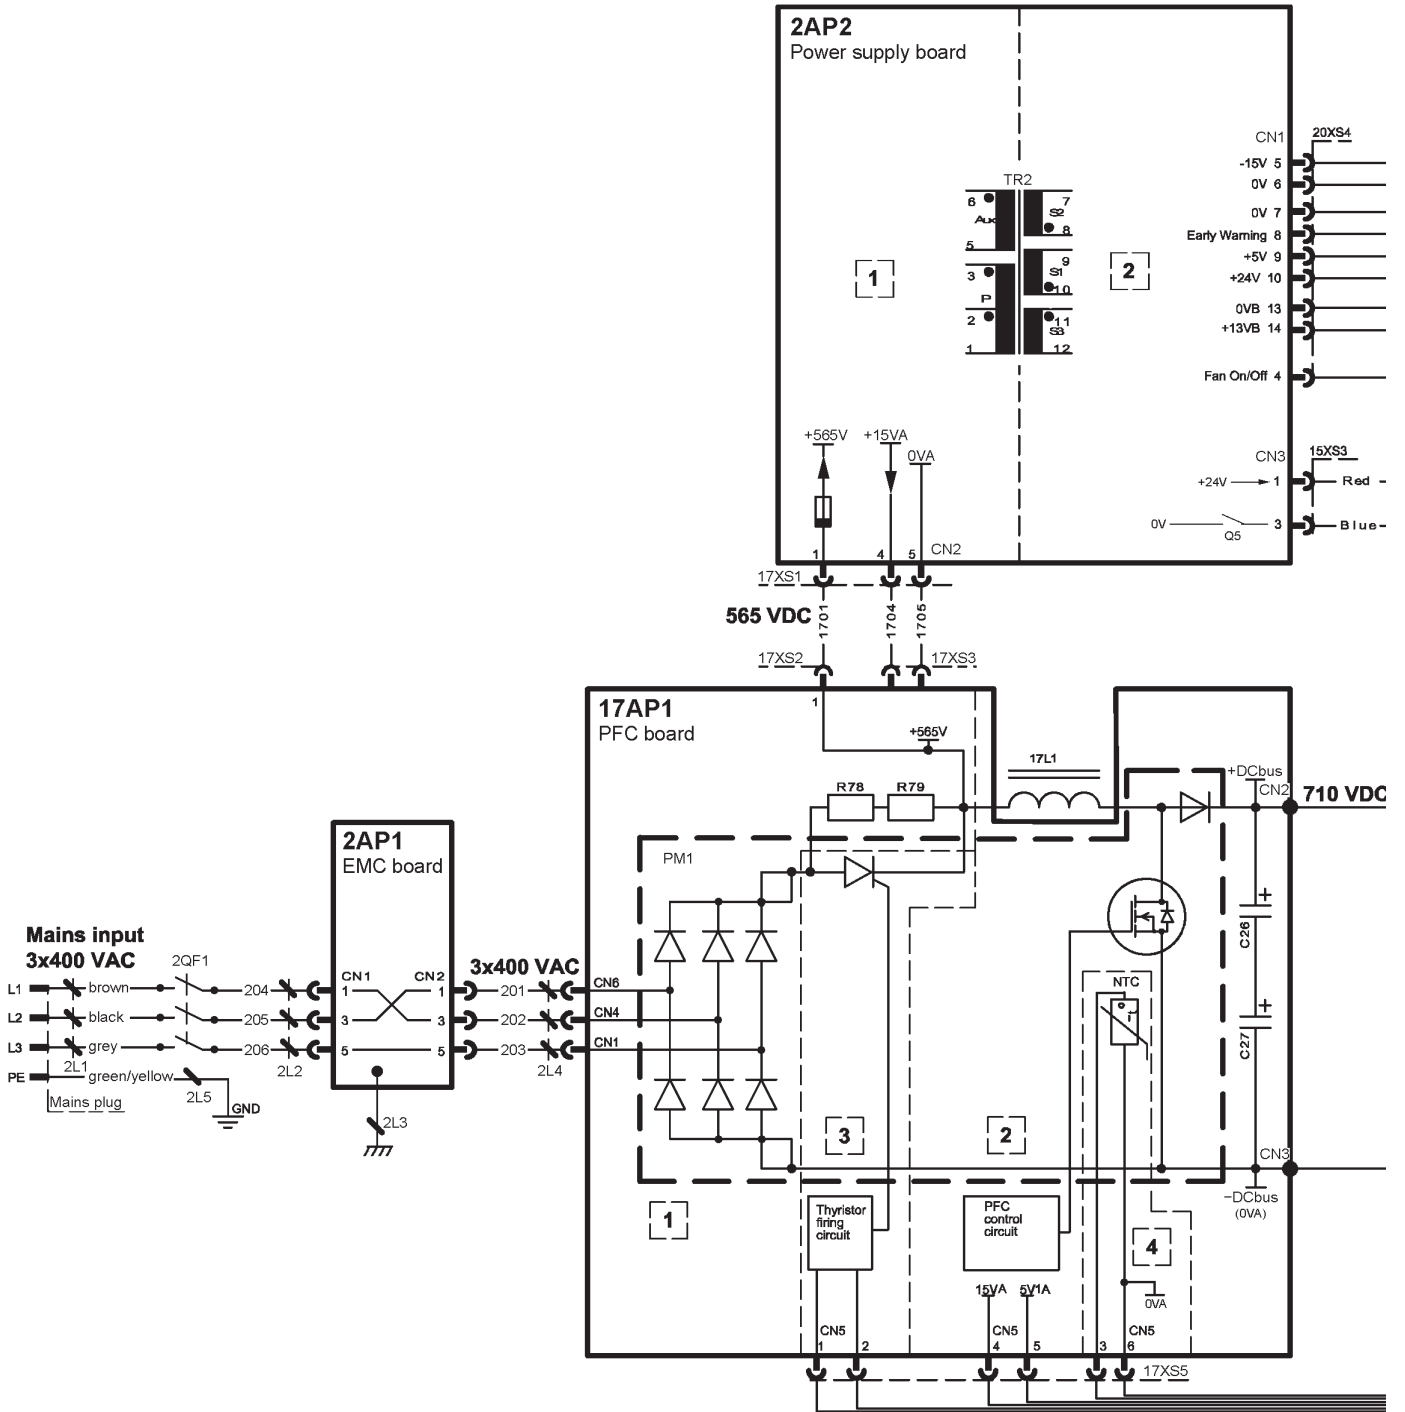 2AP2
Power supply board
CN1
20XS4
-15V 5
0V 6
0V 7
Early Warning 8
+5V 9
+24V 10
0VB 13
+13VB 14
Fan On/Off 4
TR2
6
Aux
5
3
P
2
1
7
S2
8
9
S1
10
11
S3
12
1
2
CN3
15XS3
+24V
1
Red
0V
Q5
3
Blue
+565V
+15VA
0VA
1
4
5
CN2
17XS1
565 VDC
1701
1704
1705
17XS2
17XS3
17AP1
PFC board
1
+565V
17L1
R78
R79
+DCbus
CN2
710 VDC
PM1
2AP1
EMC board
Mains input
3x400 VAC
2QF1
L1
brown
204
L2
black
205
L3
grey
206
PE
green/yellow
2L1
2L2
2L5
Mains plug
GND
CN1
CN2
1
1
3
3
5
5
2L3
3x400 VAC
201
202
203
2L4
CN6
CN4
CN1
NTC
-t
C26
+
C27
+
3
2
1
4
CN3
−DCbus
(0VA)
Thyristor
firing
circuit
PFC
control
circuit
15VA
5V1A
0VA
CN5
1
2
CN5
4
5
CN5
3
6
17XS5